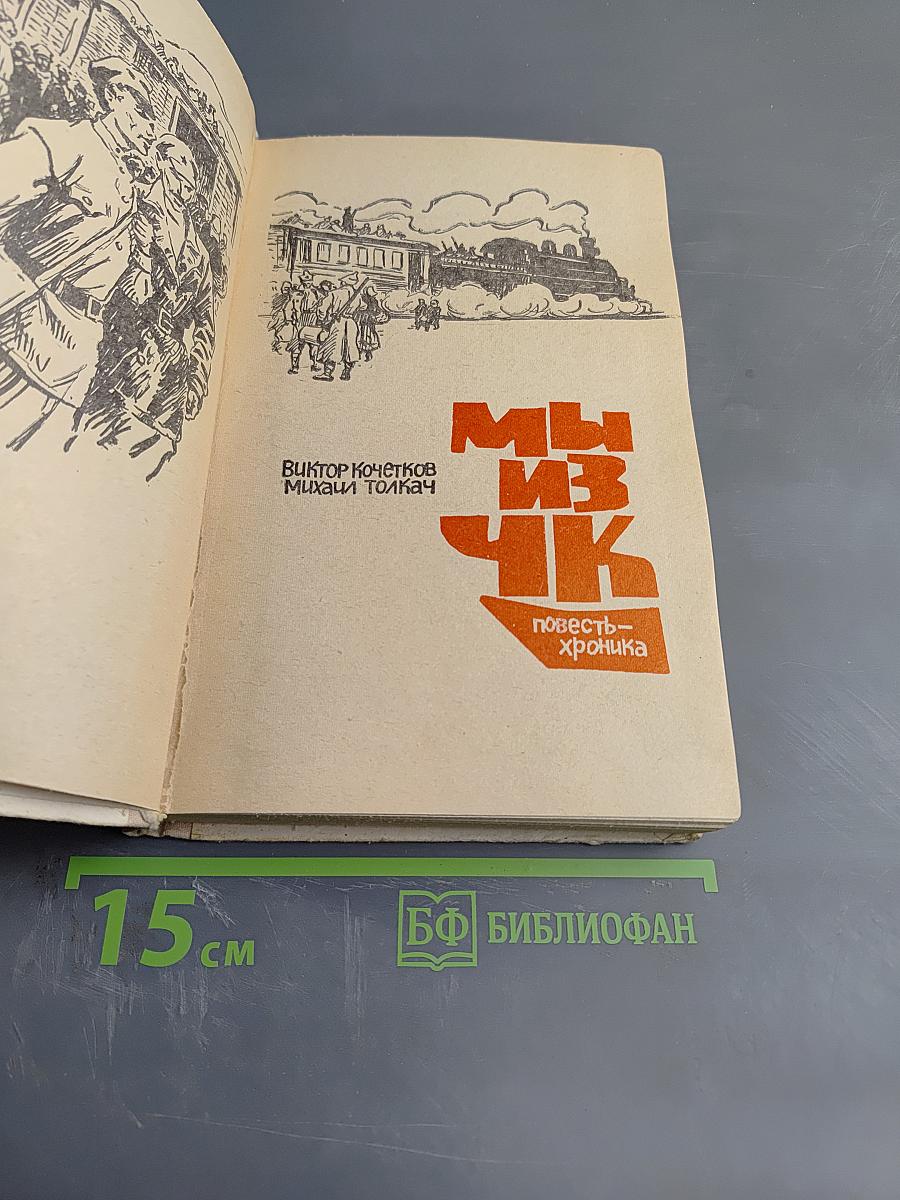 Виктор Кочетков
Михаил Толкач
МЫ
ИЗ
ЧК
повесть-
хроника
15 см
БФ БИБЛИОФАН